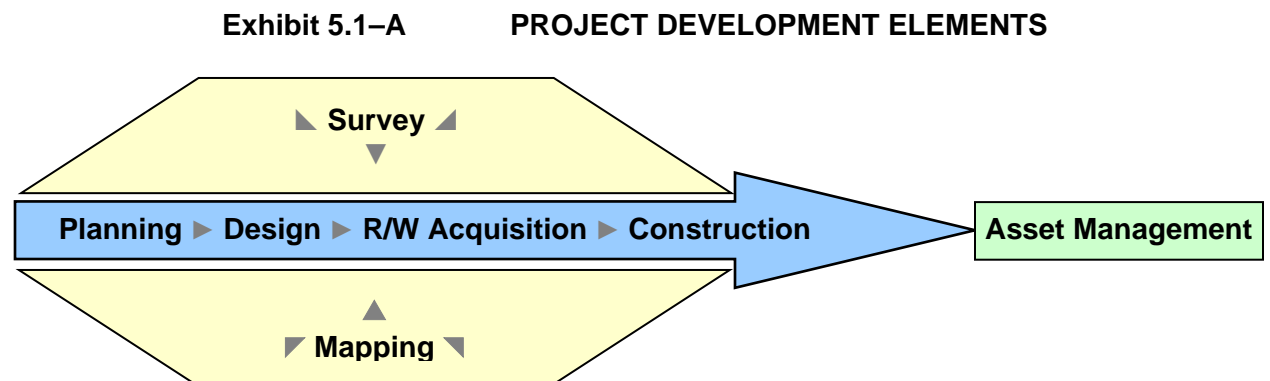 Exhibit 5.1–A PROJECT DEVELOPMENT ELEMENTS
Survey
Planning ► Design ► R/W Acquisition ► Construction
Asset Management
Mapping